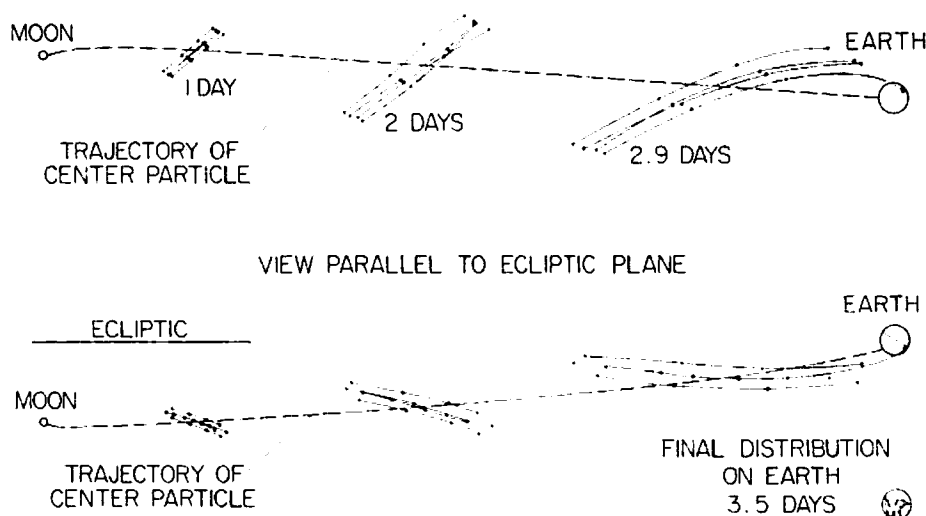 MOON
EARTH
1 DAY
2 DAYS
2.9 DAYS
TRAJECTORY OF
CENTER PARTICLE
VIEW PARALLEL TO ECLIPTIC PLANE
EARTH
ECLIPTIC
MOON
TRAJECTORY OF
CENTER PARTICLE
FINAL DISTRIBUTION
ON EARTH
3.5 DAYS